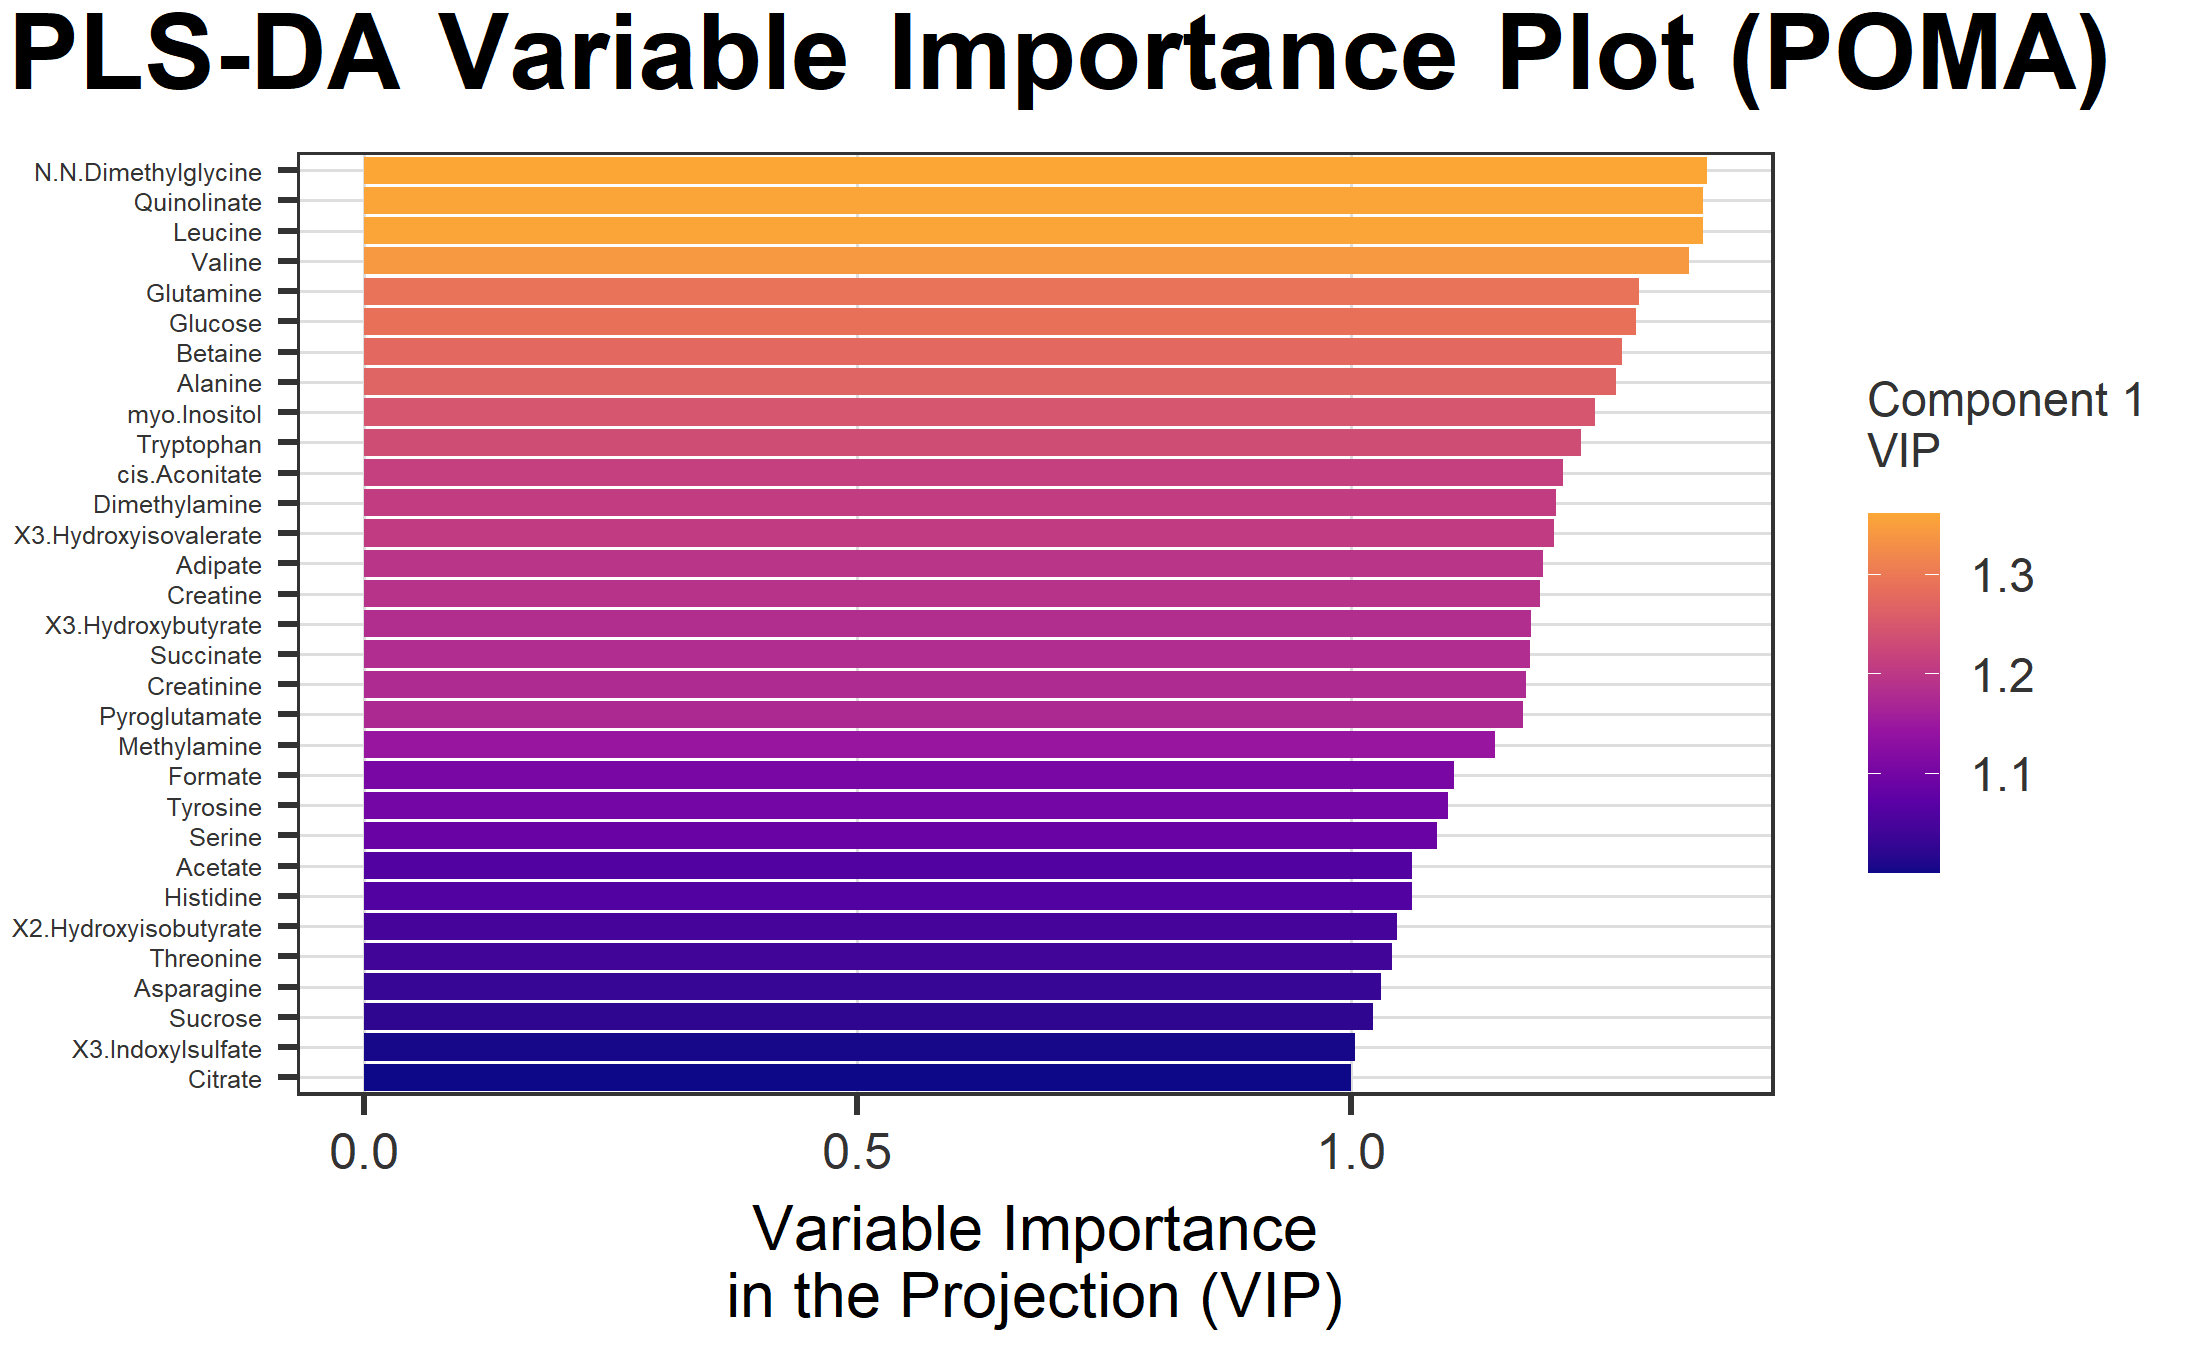 PLS-DA Variable Importance Plot (POMA)
N.N.Dimethylglycine
Quinolinate
Leucine
Valine
Glutamine
Glucose
Betaine
Alanine
myo.Inositol
Tryptophan
cis.Aconitate
Dimethylamine
X3.Hydroxyisovalerate
Adipate
Creatine
X3.Hydroxybutyrate
Succinate
Creatinine
Pyroglutamate
Methylamine
Formate
Tyrosine
Serine
Acetate
Histidine
X2.Hydroxyisobutyrate
Threonine
Asparagine
Sucrose
X3.Indoxylsulfate
Citrate
0.0 0.5 1.0
Variable Importance
in the Projection (VIP)
Component 1
VIP
1.3
1.2
1.1